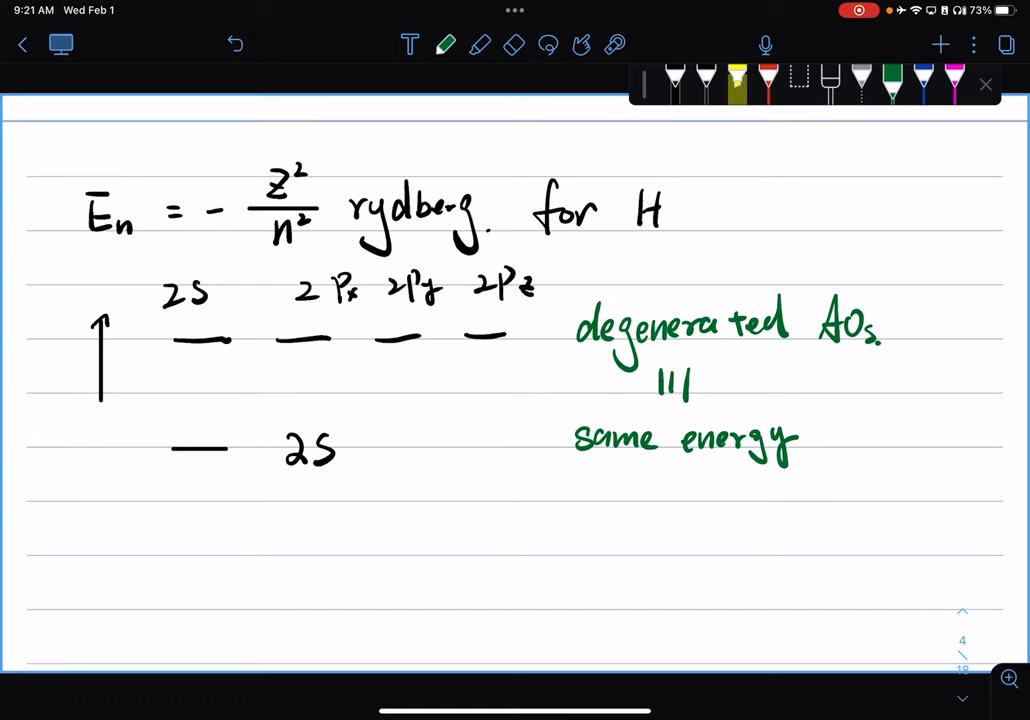 9:21 AM Wed Feb 1
73%
T
Eₙ = - Z²/n² rydberg. for H
2S 2Px 2Py 2Pz
degenerated AOs.
same energy
2S
4
18